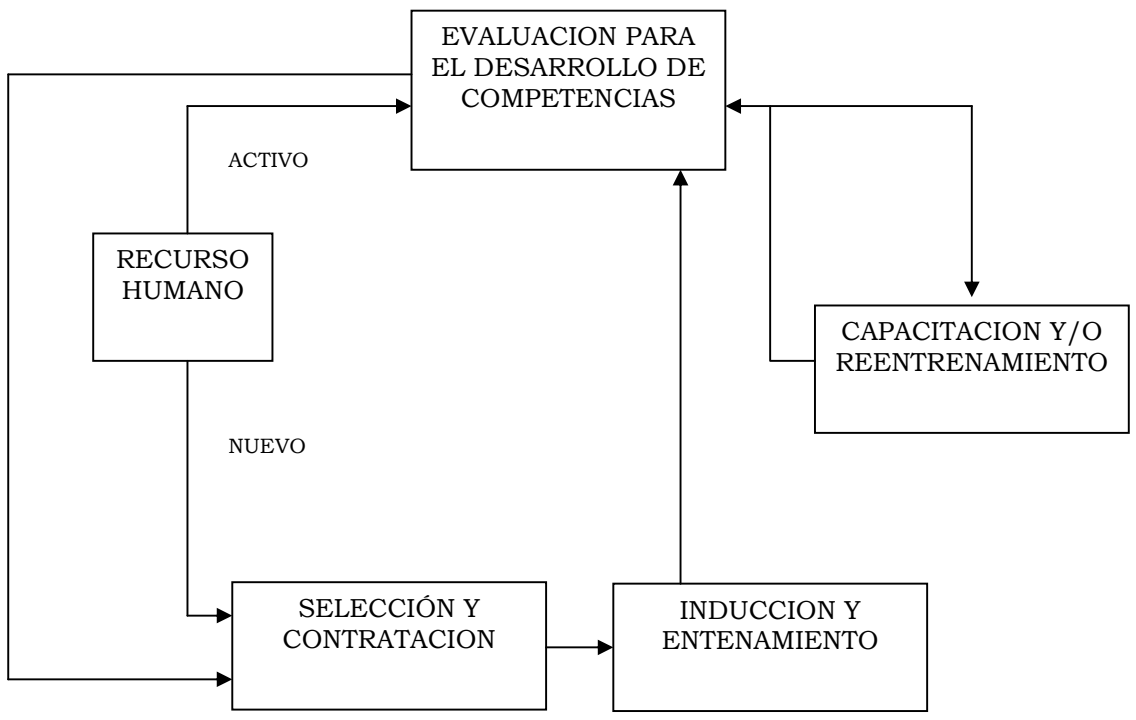 EVALUACION PARA
EL DESARROLLO DE
COMPETENCIAS
ACTIVO
RECURSO
HUMANO
CAPACITACION Y/O
REENTRENAMIENTO
NUEVO
SELECCIÓN Y
CONTRATACION
INDUCCION Y
ENTENAMIENTO